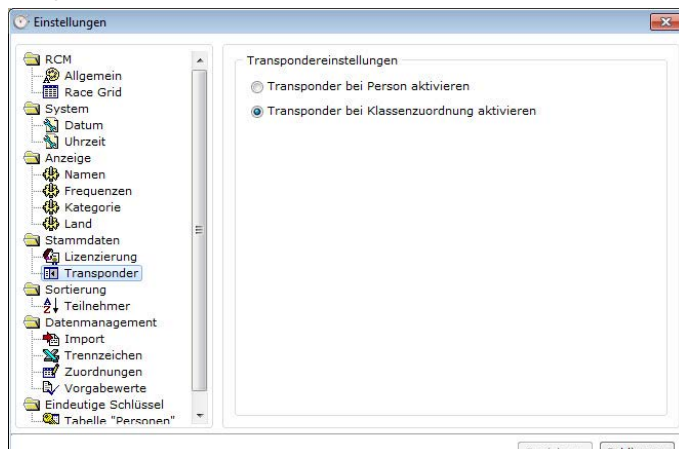 Einstellungen
RCM
Allgemein
Race Grid
System
Datum
Uhrzeit
Anzeige
Namen
Frequenzen
Kategorie
Land
Stammdaten
Lizenzierung
Transponder
Sortierung
Teilnehmer
Datenmanagement
Import
Trennzeichen
Zuordnungen
Vorgabewerte
Eindeutige Schlüssel
Tabelle "Personen"
Transpondereinstellungen
Transponder bei Person aktivieren
Transponder bei Klassenzuordnung aktivieren